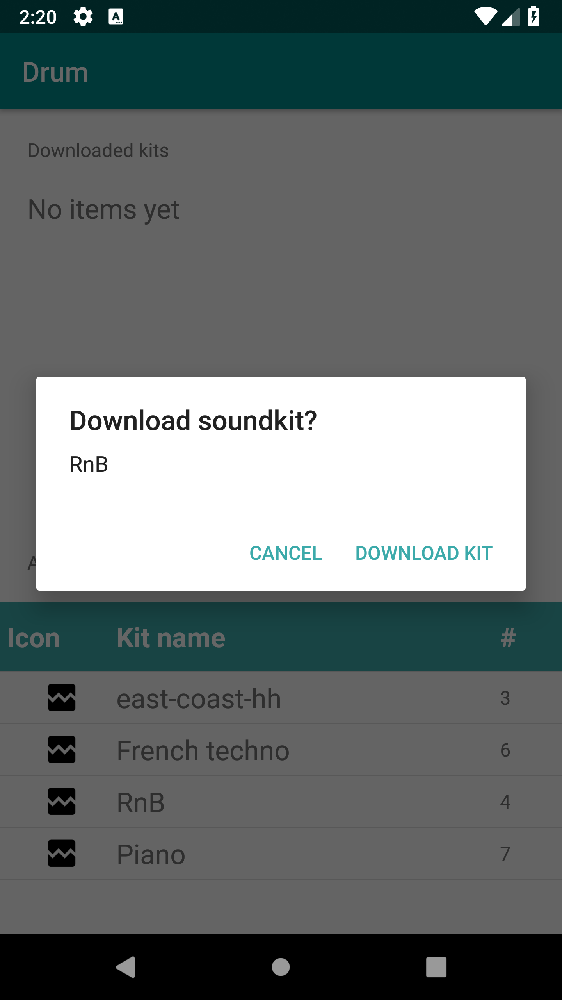 2:20
Drum
Downloaded kits
No items yet
Download soundkit?
RnB
CANCEL DOWNLOAD KIT
Icon Kit name #
east-coast-hh 3
French techno 6
RnB 4
Piano 7